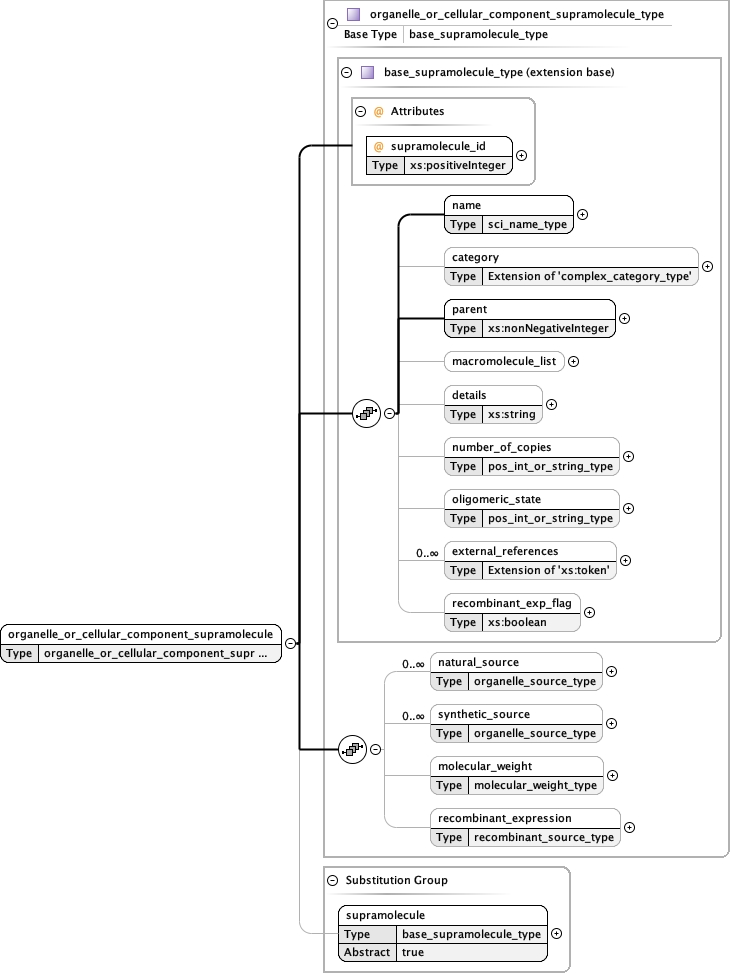 organelle_or_cellular_component_supramolecule_type
Base Type base_supramolecule_type
base_supramolecule_type (extension base)
@ Attributes
@ supramolecule_id
Type xs:positiveInteger
name
Type sci_name_type
category
Type Extension of 'complex_category_type'
parent
Type xs:nonNegativeInteger
macromolecule_list
details
Type xs:string
number_of_copies
Type pos_int_or_string_type
oligomeric_state
Type pos_int_or_string_type
0..∞ external_references
Type Extension of 'xs:token'
recombinant_exp_flag
Type xs:boolean
organelle_or_cellular_component_supramolecule
Type organelle_or_cellular_component_supr ...
0..∞ natural_source
Type organelle_source_type
0..∞ synthetic_source
Type organelle_source_type
molecular_weight
Type molecular_weight_type
recombinant_expression
Type recombinant_source_type
Substitution Group
supramolecule
Type base_supramolecule_type
Abstract true